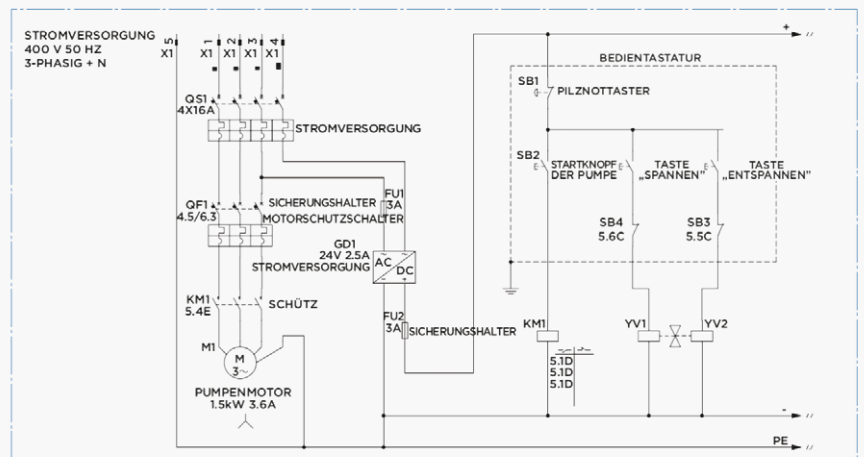 STROMVERSORGUNG
400 V 50 HZ
3-PHASIG + N
5
X1
1
X1
2
X1
3
X1
4
X1
QS1
4X16A
STROMVERSORGUNG
QF1
4.5/6.3
SICHERUNGSHALTER
MOTORSCHUTZSCHALTER
FU1
3A
GD1
24V 2.5A
STROMVERSORGUNG
AC
DC
KM1
5.4E
SCHÜTZ
FU2
3A
SICHERUNGSHALTER
M1
M
3~
PUMPENMOTOR
1.5kW 3.6A
+
BEDIENTASTATUR
SB1
PILZNOTTASTER
SB2
STARTKNOPF
DER PUMPE
TASTE
„SPANNEN”
TASTE
„ENTSPANNEN”
SB4
5.6C
SB3
5.5C
KM1
YV1
YV2
5.1D
5.1D
5.1D
-
PE